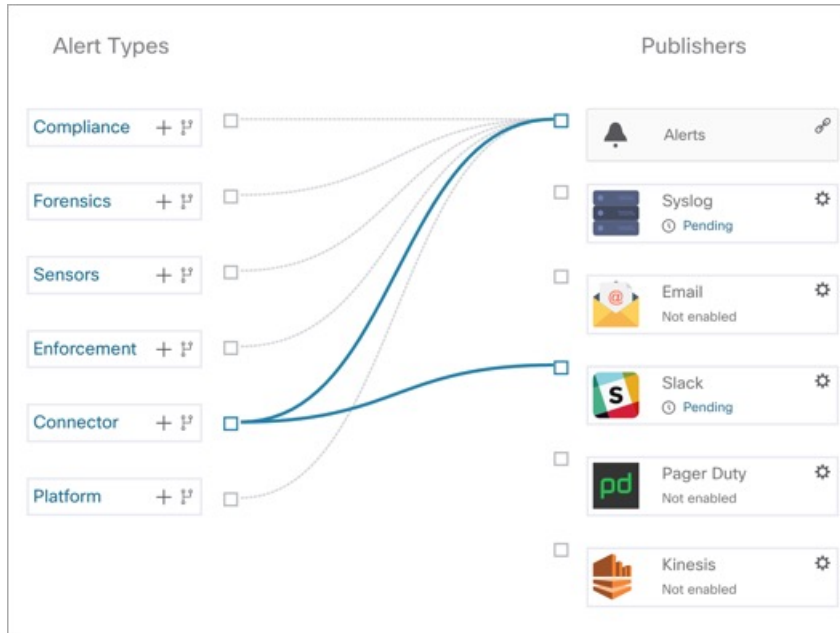 Alert Types
Publishers
Compliance
Forensics
Sensors
Enforcement
Connector
Platform
Alerts
Syslog
Pending
@
Email
Not enabled
S
Slack
Pending
pd
Pager Duty
Not enabled
Kinesis
Not enabled